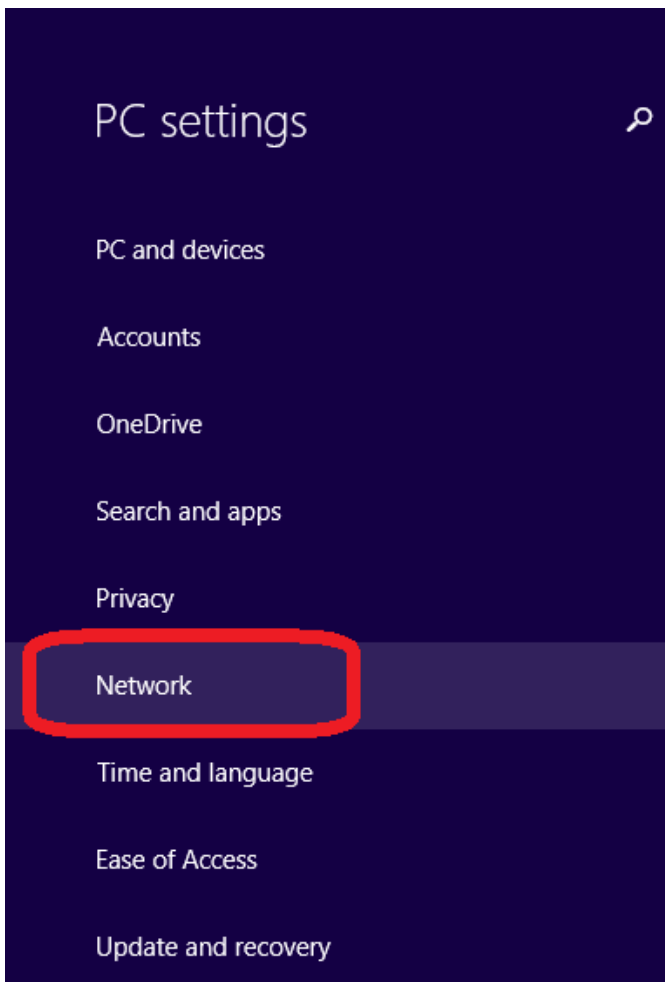 PC settings
PC and devices
Accounts
OneDrive
Search and apps
Privacy
Network
Time and language
Ease of Access
Update and recovery